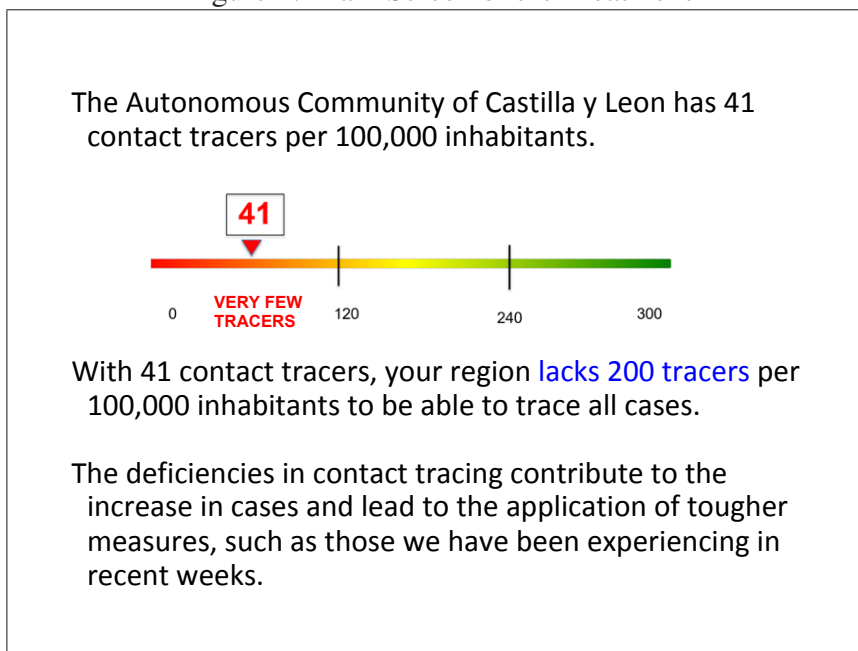 The Autonomous Community of Castilla y Leon has 41
contact tracers per 100,000 inhabitants.
41
0
VERY FEW
TRACERS
120
240
300
With 41 contact tracers, your region lacks 200 tracers per
100,000 inhabitants to be able to trace all cases.
The deficiencies in contact tracing contribute to the
increase in cases and lead to the application of tougher
measures, such as those we have been experiencing in
recent weeks.